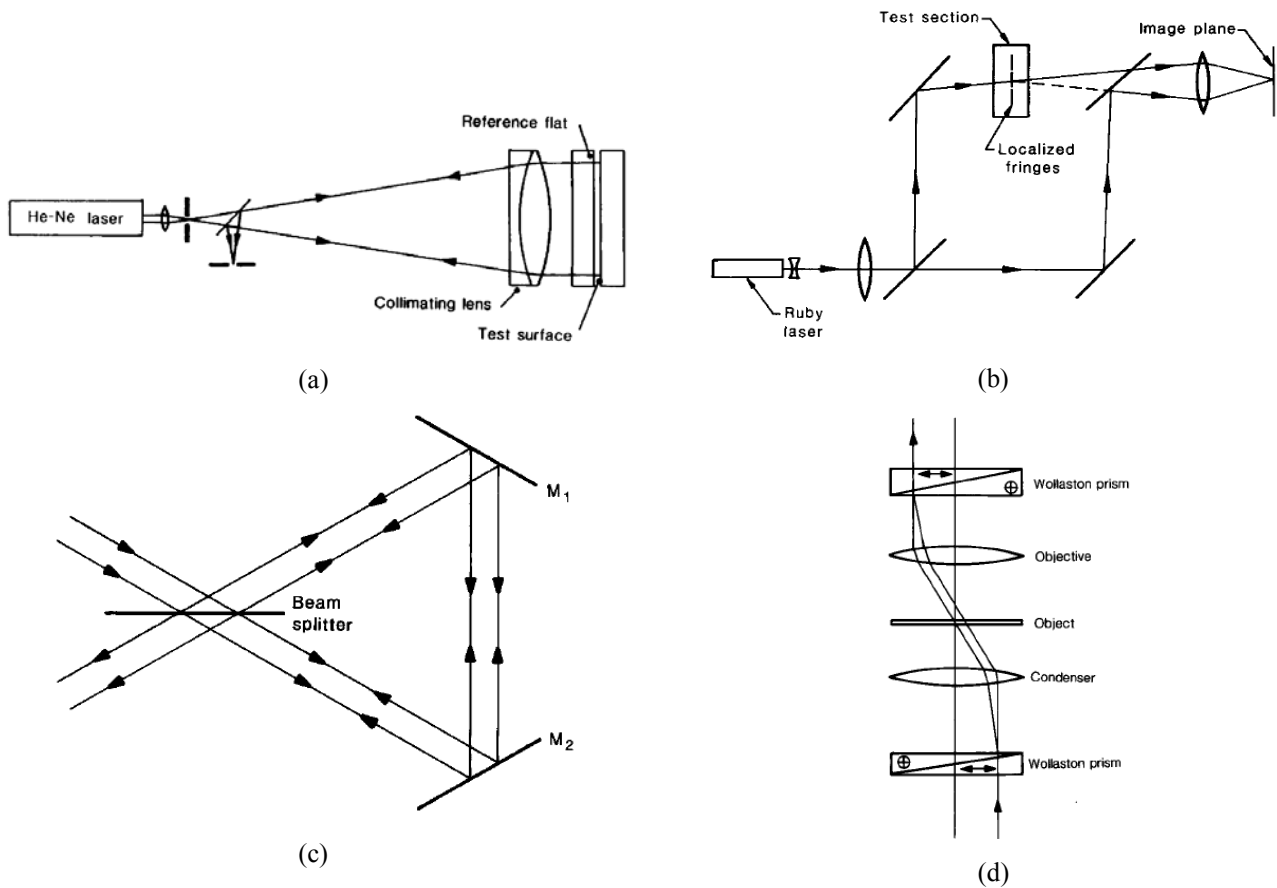 He-Ne laser
Reference flat
Collimating lens
Test surface
(a)
Test section
Image plane
Localized
fringes
Ruby
laser
(b)
M1
Beam
splitter
M2
(c)
Wollaston prism
Objective
Object
Condenser
Wollaston prism
(d)